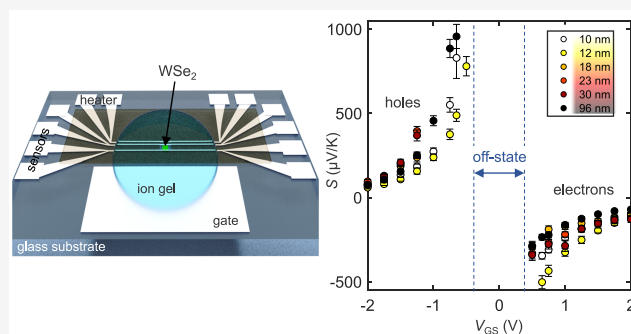 WSe₂
heater
sensors
ion gel
gate
glass substrate
S (µV/K)
1000
500
0
-500
holes
off-state
electrons
10 nm
12 nm
18 nm
23 nm
30 nm
96 nm
-2
-1
0
1
2
V_GS (V)